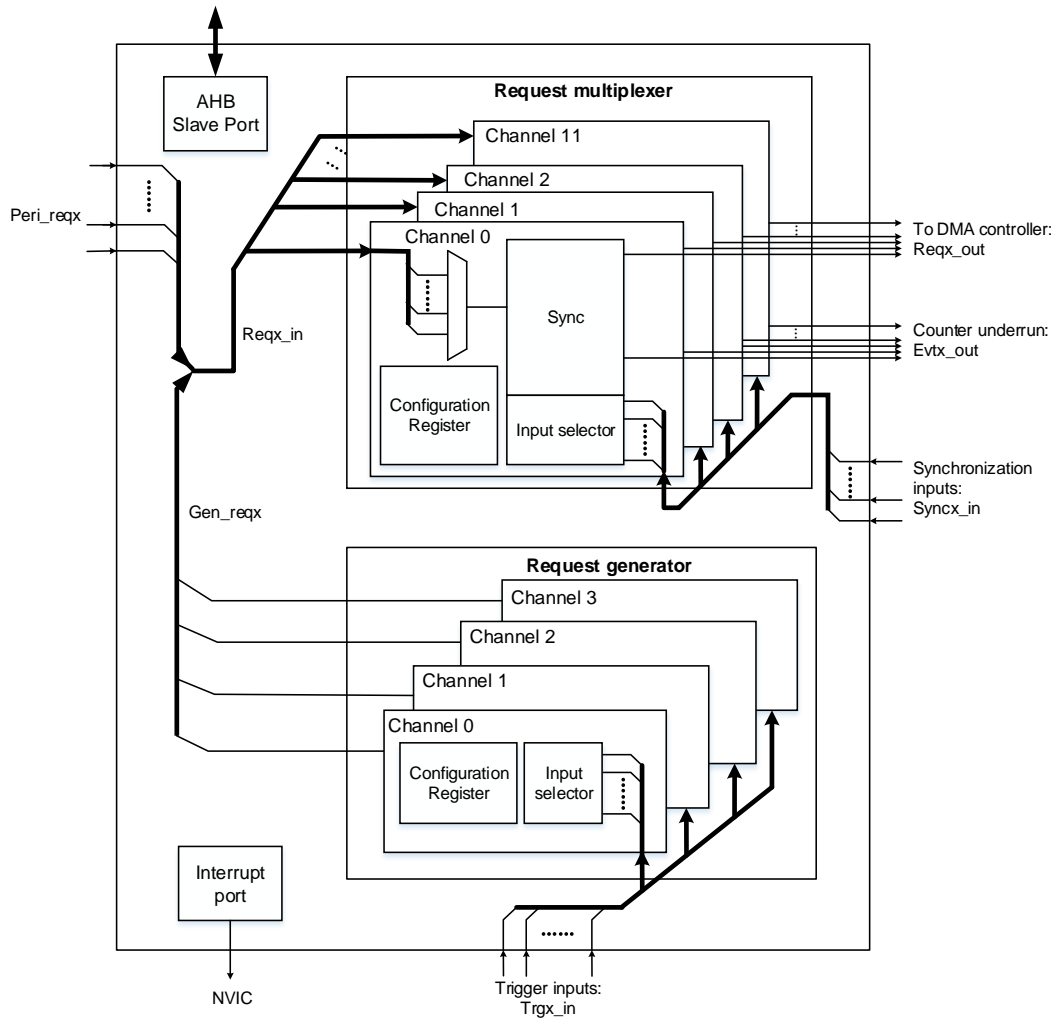 AHB
Slave Port
Request multiplexer
Channel 11
Channel 2
Channel 1
Channel 0
Peri_reqx
To DMA controller:
Reqx_out
Sync
Reqx_in
Counter underrun:
Evtx_out
Configuration
Register
Input selector
Synchronization
inputs:
Syncx_in
Gen_reqx
Request generator
Channel 3
Channel 2
Channel 1
Channel 0
Configuration
Register
Input
selector
Interrupt
port
NVIC
Trigger inputs:
Trgx_in